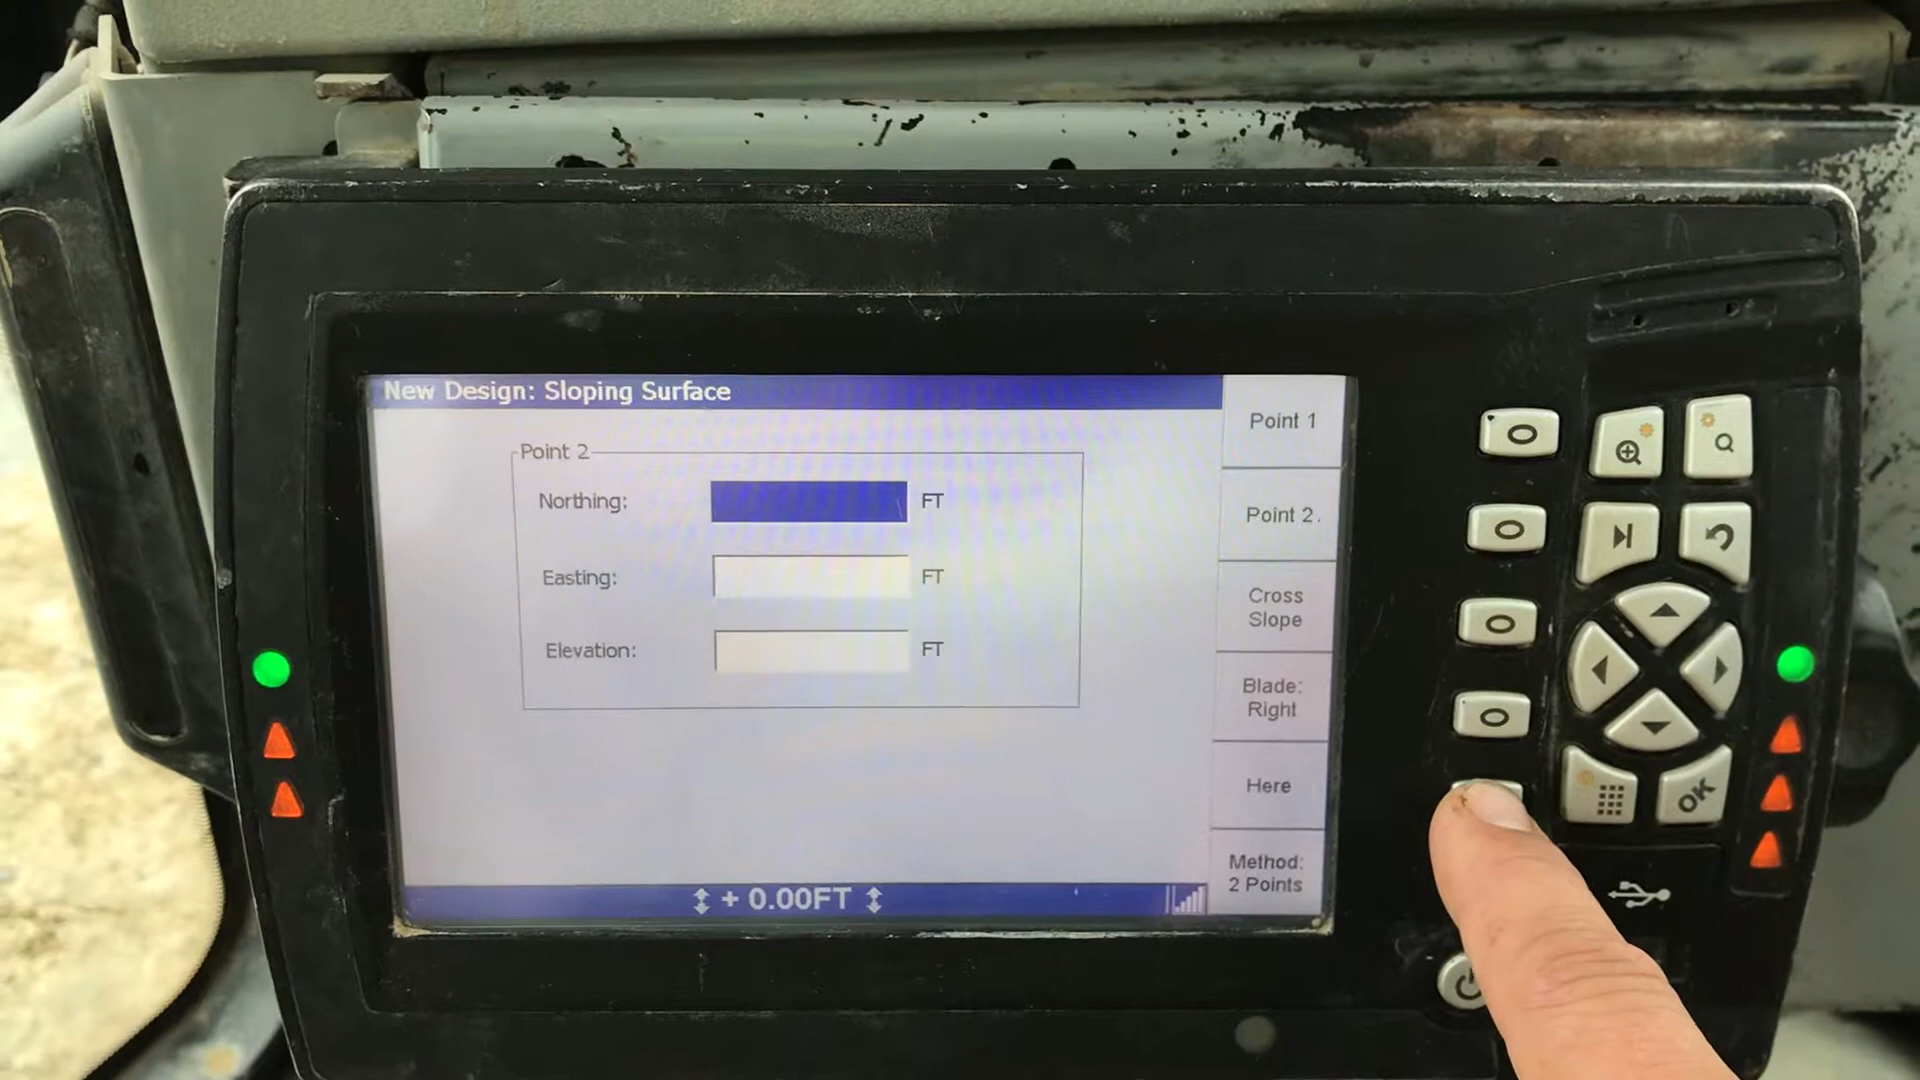 New Design: Sloping Surface
Point 1
Point 2
Northing:
FT
Point 2.
Easting:
FT
Cross
Slope
Elevation:
FT
Blade:
Right
Here
Method:
2 Points
+ 0.00FT
OK